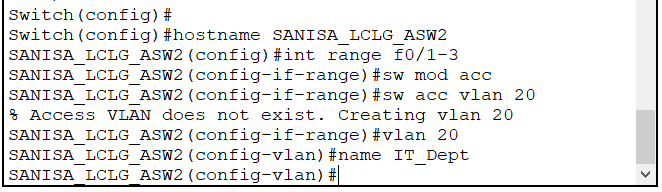 Switch(config)#
Switch(config)#hostname SANISA_LCLG_ASW2
SANISA_LCLG_ASW2(config)#int range f0/1-3
SANISA_LCLG_ASW2(config-if-range)#sw mod acc
SANISA_LCLG_ASW2(config-if-range)#sw acc vlan 20
% Access VLAN does not exist. Creating vlan 20
SANISA_LCLG_ASW2(config-if-range)#vlan 20
SANISA_LCLG_ASW2(config-vlan)#name IT_Dept
SANISA_LCLG_ASW2(config-vlan)#